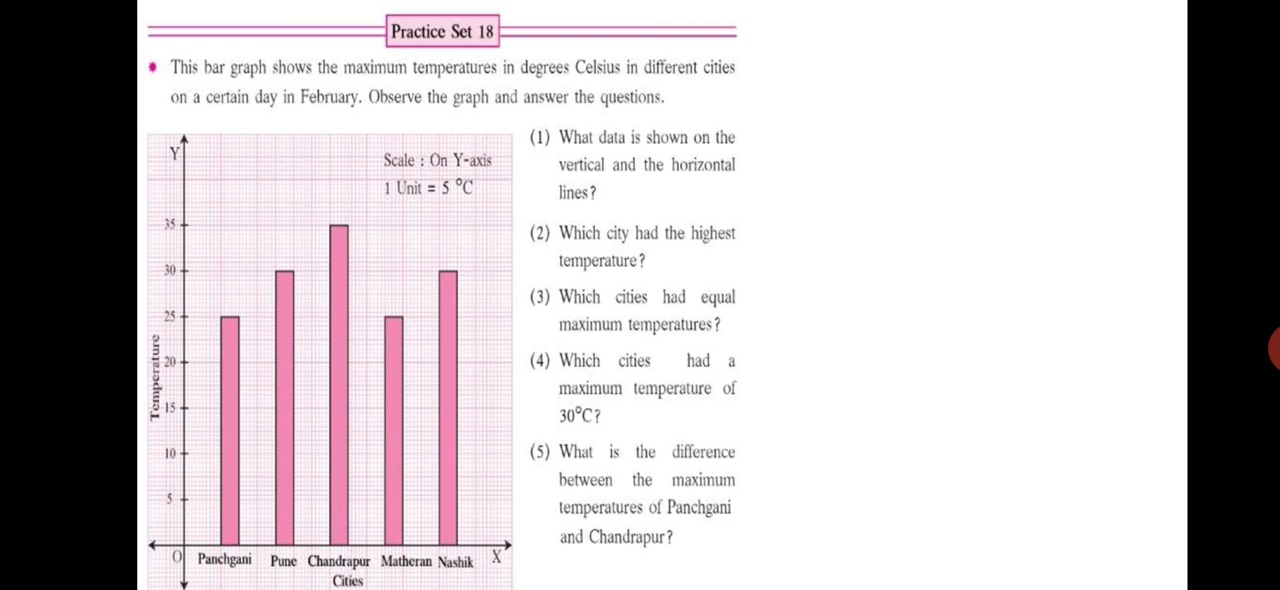 Practice Set 18
This bar graph shows the maximum temperatures in degrees Celsius in different cities
on a certain day in February. Observe the graph and answer the questions.
Y
Scale : On Y-axis
1 Unit = 5 °C
35
30
25
20
15
10
5
Temperature
O
Panchgani Pune Chandrapur Matheran Nashik X
Cities
(1) What data is shown on the
vertical and the horizontal
lines?
(2) Which city had the highest
temperature?
(3) Which cities had equal
maximum temperatures?
(4) Which cities had a
maximum temperature of
30°C?
(5) What is the difference
between the maximum
temperatures of Panchgani
and Chandrapur?